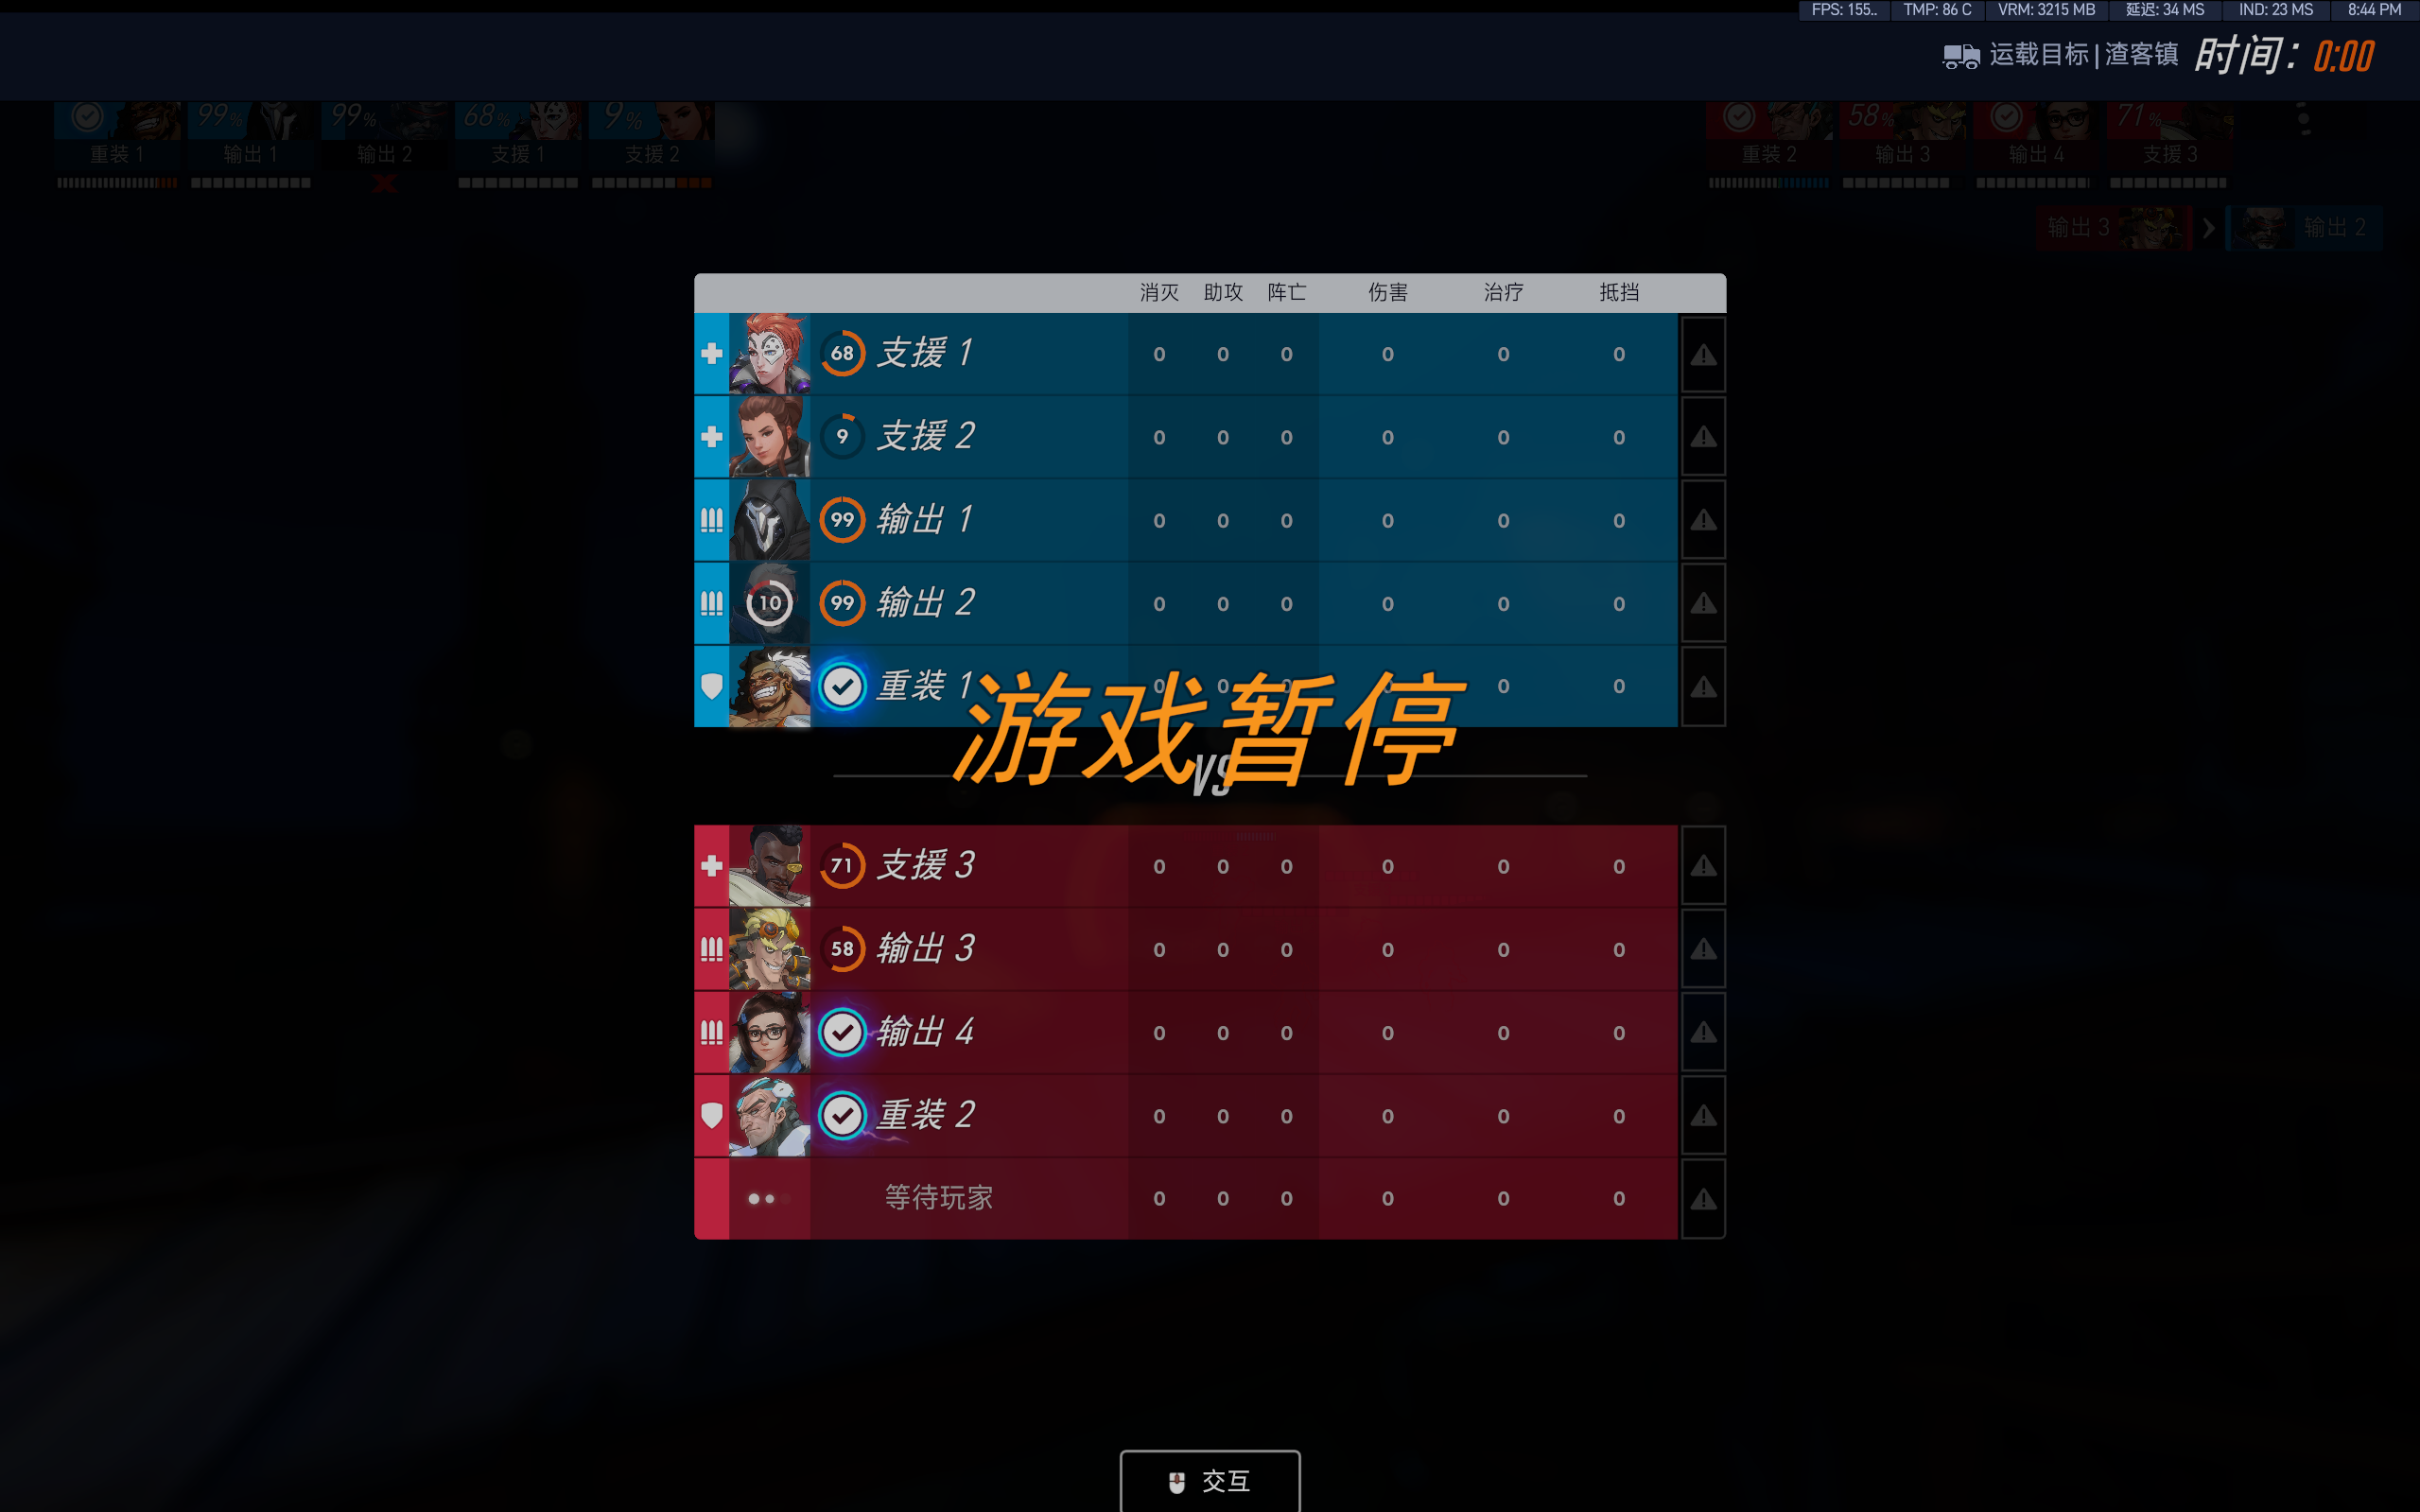 FPS: 155.. TMP: 86 C VRM: 3215 MB 延迟: 34 MS IND: 23 MS 8:44 PM
运载目标 | 渣客镇 时间: 0:00
99% 99% 68% 9% 58% 71%
重装 1 输出 1 输出 2 支援 1 支援 2 重装 2 输出 3 输出 4 支援 3
输出 3 输出 2
消灭 助攻 阵亡 伤害 治疗 抵挡
68 支援 1 0 0 0 0 0 0
9 支援 2 0 0 0 0 0 0
99 输出 1 0 0 0 0 0 0
10 99 输出 2 0 0 0 0 0 0
重装 1 0 0 0 0 0 0
游戏暂停
VS
71 支援 3 0 0 0 0 0 0
58 输出 3 0 0 0 0 0 0
输出 4 0 0 0 0 0 0
重装 2 0 0 0 0 0 0
等待玩家 0 0 0 0 0 0
交互